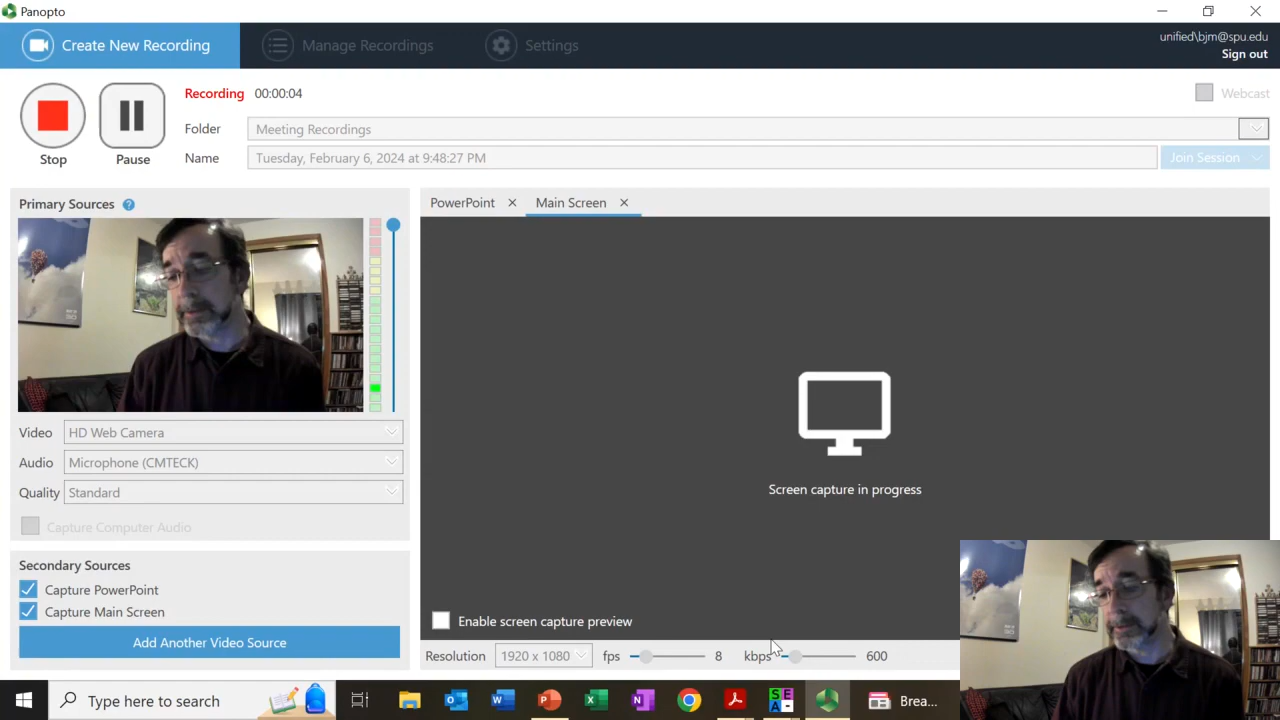 Panopto
Create New Recording
Manage Recordings
Settings
unified\bjm@spu.edu
Sign out
Recording 00:00:04
Webcast
Folder Meeting Recordings
Stop
Pause
Name Tuesday, February 6, 2024 at 9:48:27 PM
Join Session
Primary Sources ?
PowerPoint
Main Screen
Video HD Web Camera
Audio Microphone (CMTECK)
Quality Standard
Capture Computer Audio
Screen capture in progress
Secondary Sources
Capture PowerPoint
Capture Main Screen
Add Another Video Source
Enable screen capture preview
Resolution 1920 x 1080 fps 8 kbps 600
Type here to search
Brea...